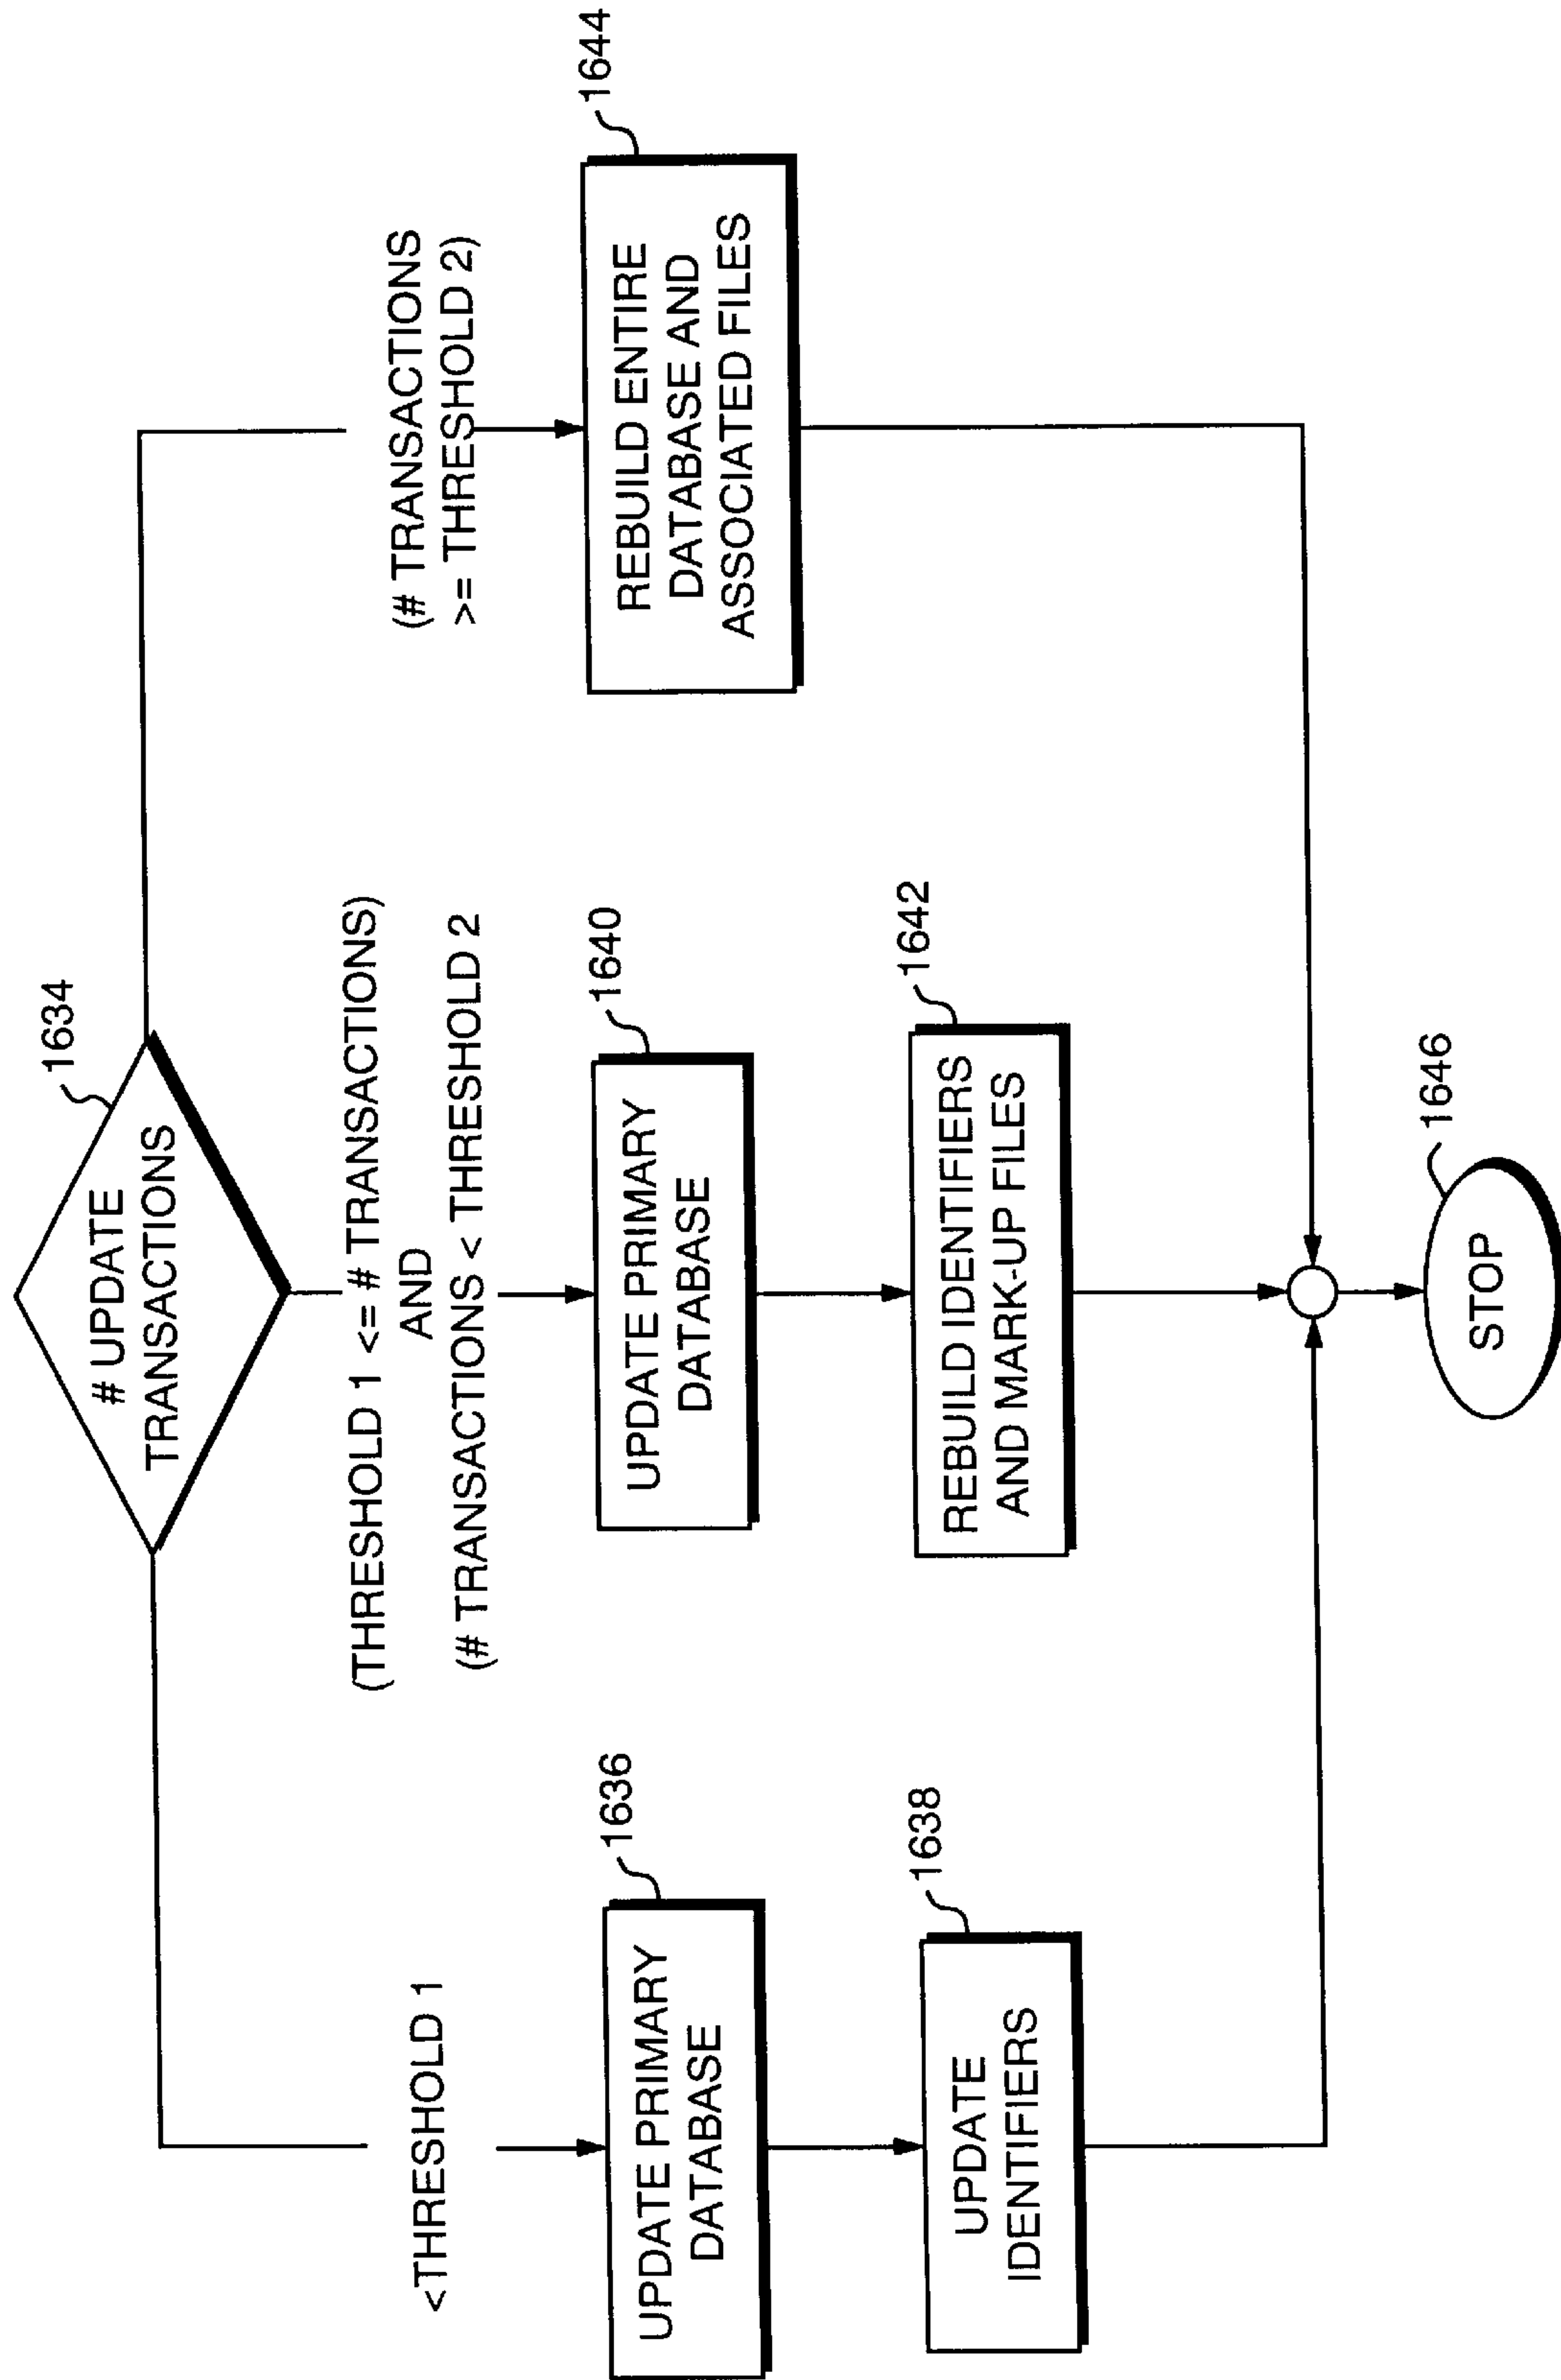 1634
# UPDATE
TRANSACTIONS
<THRESHOLD 1
1636
UPDATE PRIMARY
DATABASE
1638
UPDATE
IDENTIFIERS
(THRESHOLD 1 <= # TRANSACTIONS)
AND
(# TRANSACTIONS < THRESHOLD 2
1640
UPDATE PRIMARY
DATABASE
1642
REBUILD IDENTIFIERS
AND MARK-UP FILES
(# TRANSACTIONS
>= THRESHOLD 2)
1644
REBUILD ENTIRE
DATABASE AND
ASSOCIATED FILES
1646
STOP